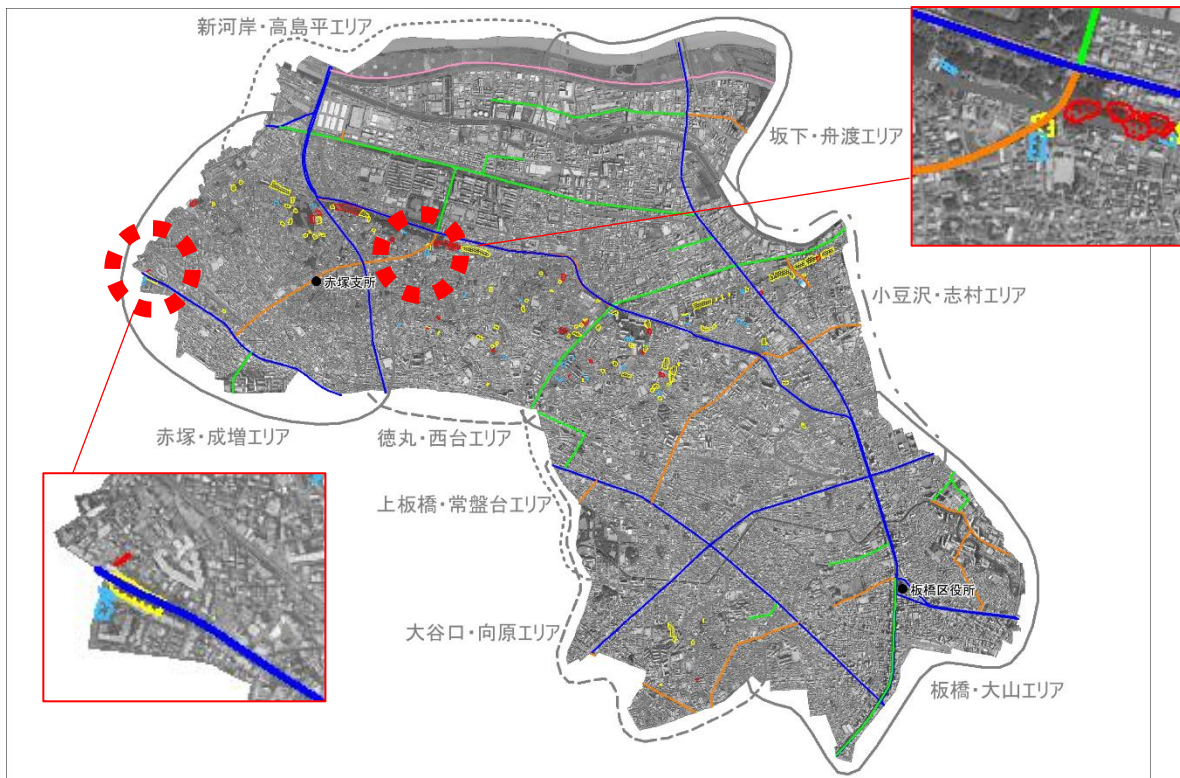 新河岸・高島平エリア
坂下・舟渡エリア
赤塚支所
小豆沢・志村エリア
赤塚・成増エリア
徳丸・西台エリア
上板橋・常盤台エリア
板橋区役所
大谷口・向原エリア
板橋・大山エリア